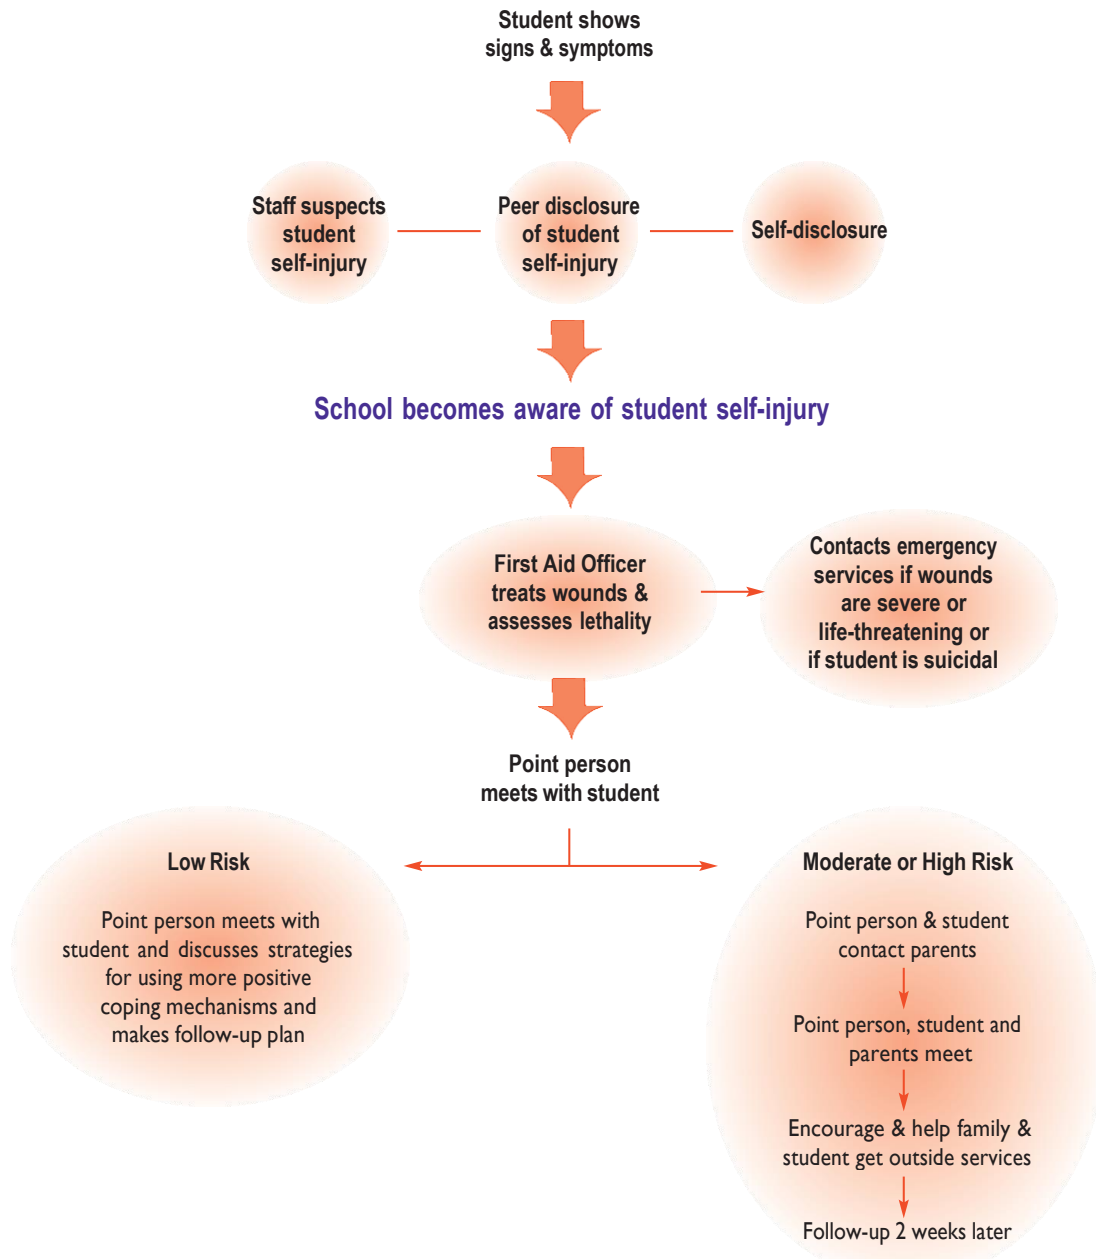 Student shows
signs & symptoms
Staff suspects
student
self-injury
Peer disclosure
of student
self-injury
Self-disclosure
School becomes aware of student self-injury
First Aid Officer
treats wounds &
assesses lethality
Contacts emergency
services if wounds
are severe or
life-threatening or
if student is suicidal
Point person
meets with student
Low Risk
Point person meets with
student and discusses strategies
for using more positive
coping mechanisms and
makes follow-up plan
Moderate or High Risk
Point person & student
contact parents
Point person, student and
parents meet
Encourage & help family &
student get outside services
Follow-up 2 weeks later